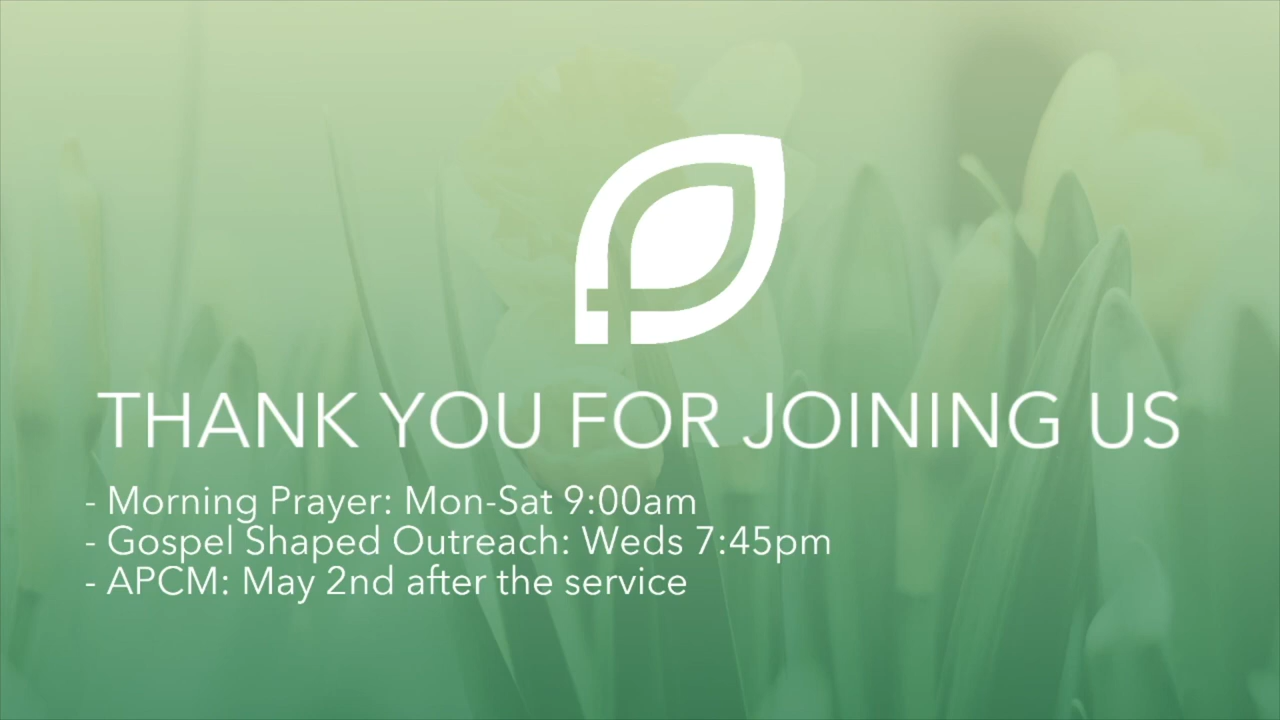 THANK YOU FOR JOINING US
- Morning Prayer: Mon-Sat 9:00am
- Gospel Shaped Outreach: Weds 7:45pm
- APCM: May 2nd after the service